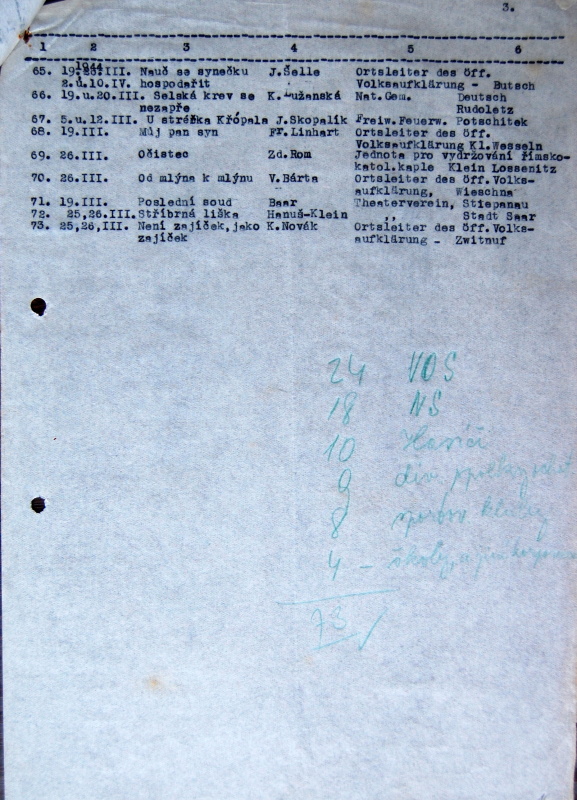 3.
1 2 3 4 5 6
1944
65. 19.26.III. Nauč se synečku J.Šelle Ortsleiter des öff.
2.u.10.IV. hospodařit Volksaufklärung - Butsch
66. 19.u.20.III. Selská krev se K.Lužanská Nat.Gem. Deutsch
nezapře Rudoletz
67. 5.u.12.III. U stréčka Křópala J.Skopalík Freiw.Feuerw. Potschitek
68. 19.III. Můj pan syn Fr.Linhart Ortsleiter des öff.
Volksaufklärung Kl.Wesseln
69. 26.III. Očistec Zd.Rom Jednota pro vydržování římsko-
katol.kaple Klein Lossenitz
70. 26.III. Od mlýna k mlýnu V.Bárta Ortsleiter des öff.Volks-
aufklärung, Wieschna
71. 19.III. Poslední soud Baar Theaterverein, Stiepanau
72. 25,26.III. Stříbrná liška Hanuš-Klein ,, Stadt Saar
73. 25,26,III. Není zajíček,jako K.Novák Ortsleiter des öff.Volks-
zajíček aufklärung - Zwitnuf
24 VOS
18 NS
10 Hasiči
9 div. spolky
8 kluby
4 - školy, a
73